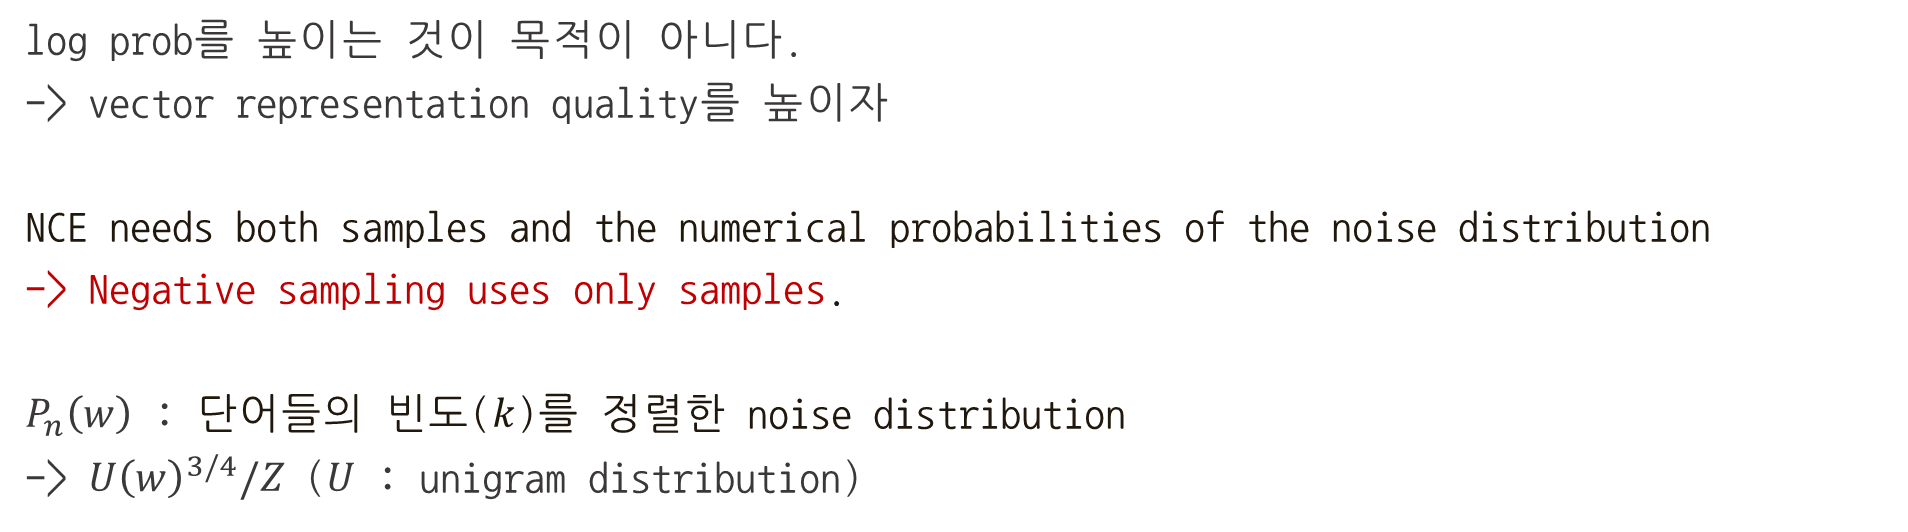 log prob를 높이는 것이 목적이 아니다.
-> vector representation quality를 높이자
NCE needs both samples and the numerical probabilities of the noise distribution
-> Negative sampling uses only samples.
Pₙ(w) : 단어들의 빈도(k)를 정렬한 noise distribution
-> U(w)^3/4/Z (U : unigram distribution)